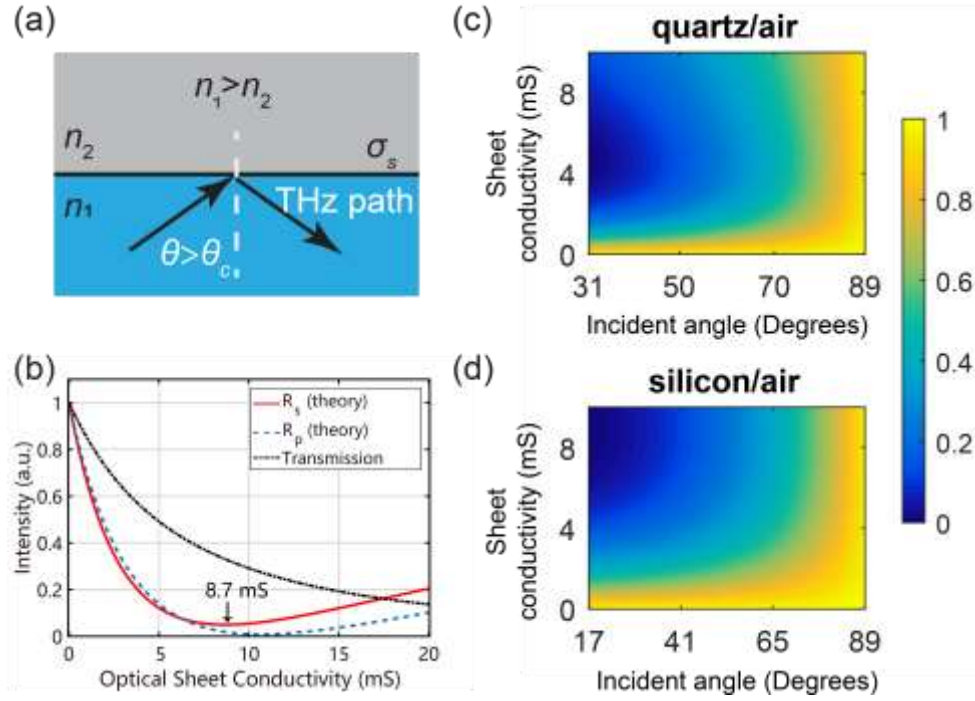 (a)
n₁>n₂
n₂
σₛ
n₁
THz path
θ>θ꜀
(b)
1
0.8
0.6
0.4
0.2
0
Intensity (a.u.)
R_s (theory)
R_p (theory)
Transmission
8.7 mS
0 5 10 15 20
Optical Sheet Conductivity (mS)
(c)
quartz/air
Sheet
conductivity (mS)
8
4
0
31 50 70 89
Incident angle (Degrees)
(d)
silicon/air
Sheet
conductivity (mS)
8
4
0
17 41 65 89
Incident angle (Degrees)
1
0.8
0.6
0.4
0.2
0